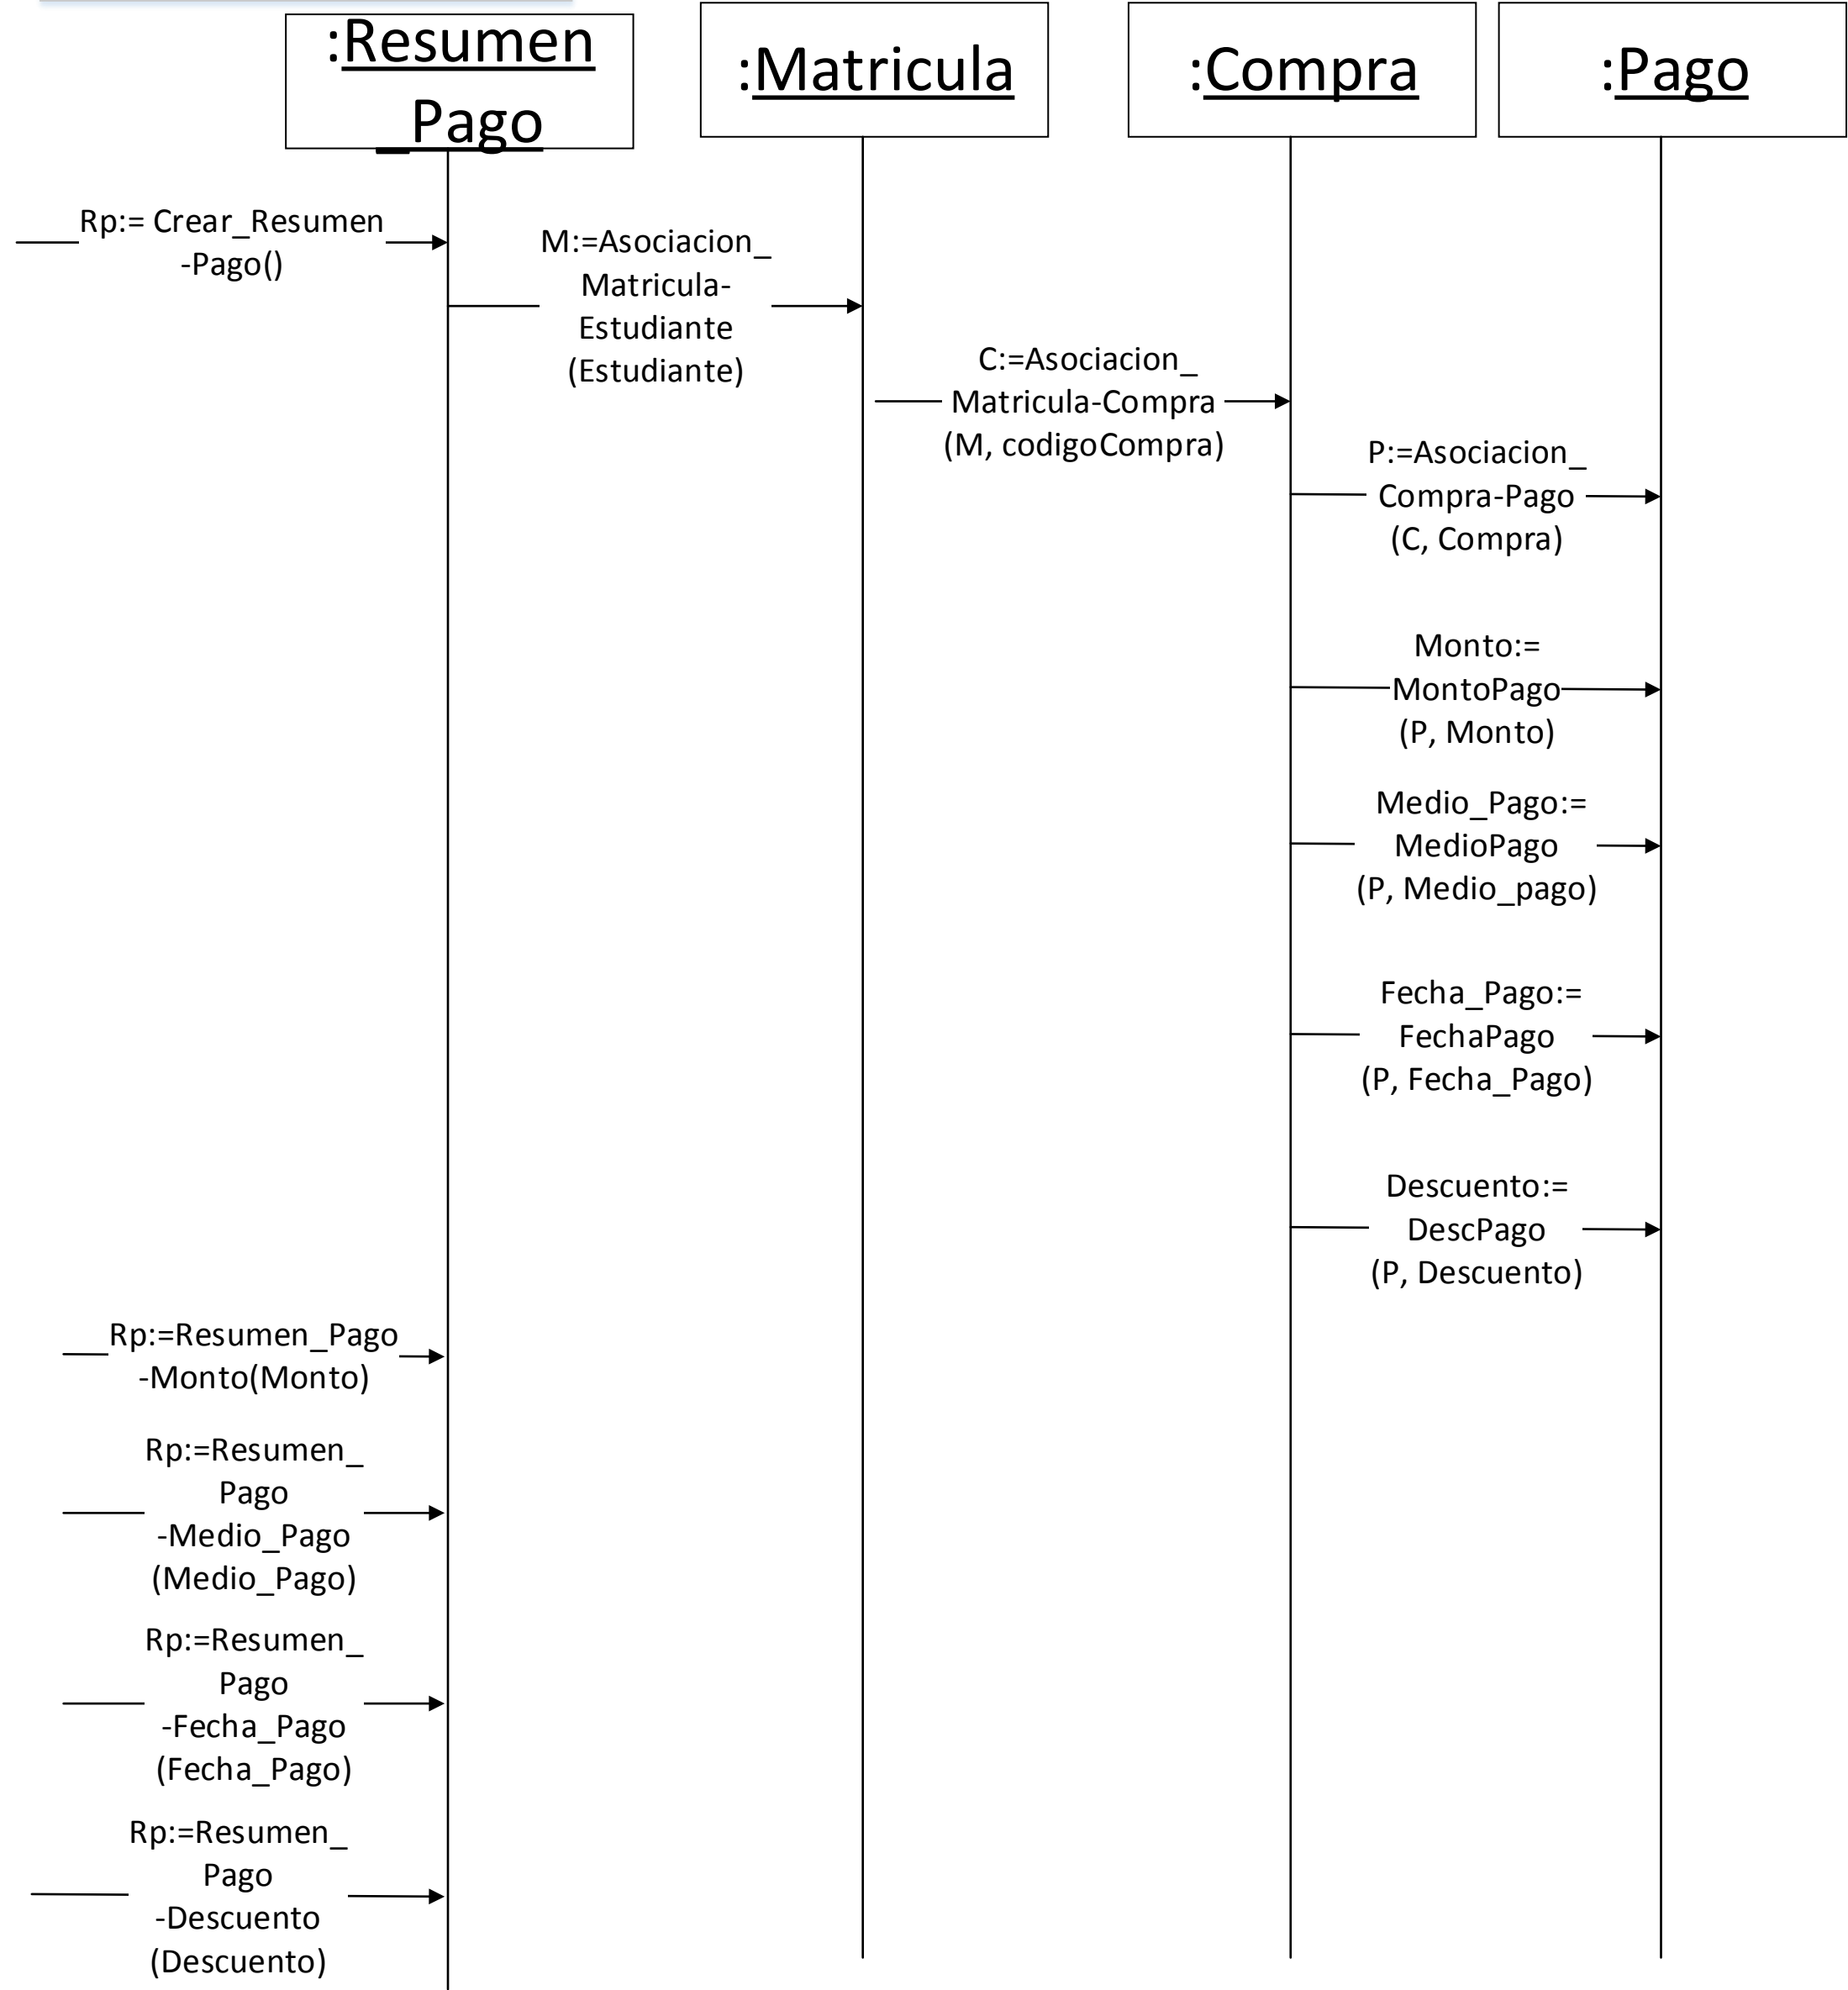 :Resumen
_Pago
:Matricula
:Compra
:Pago
Rp:= Crear_Resumen
-Pago()
M:=Asociacion_
Matricula-
Estudiante
(Estudiante)
C:=Asociacion_
Matricula-Compra
(M, codigoCompra)
P:=Asociacion_
Compra-Pago
(C, Compra)
Monto:=
MontoPago
(P, Monto)
Medio_Pago:=
MedioPago
(P, Medio_pago)
Fecha_Pago:=
FechaPago
(P, Fecha_Pago)
Descuento:=
DescPago
(P, Descuento)
Rp:=Resumen_Pago
-Monto(Monto)
Rp:=Resumen_
Pago
-Medio_Pago
(Medio_Pago)
Rp:=Resumen_
Pago
-Fecha_Pago
(Fecha_Pago)
Rp:=Resumen_
Pago
-Descuento
(Descuento)